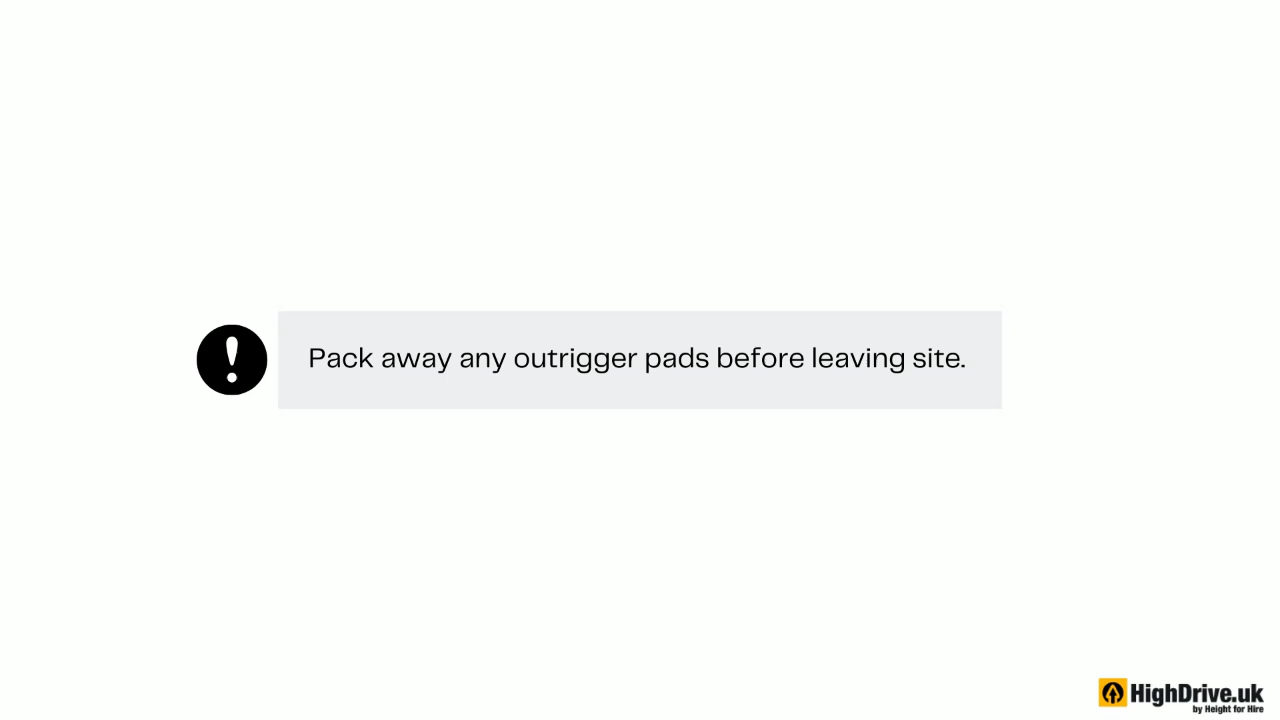 Pack away any outrigger pads before leaving site.
HighDrive.uk
by Height for Hire